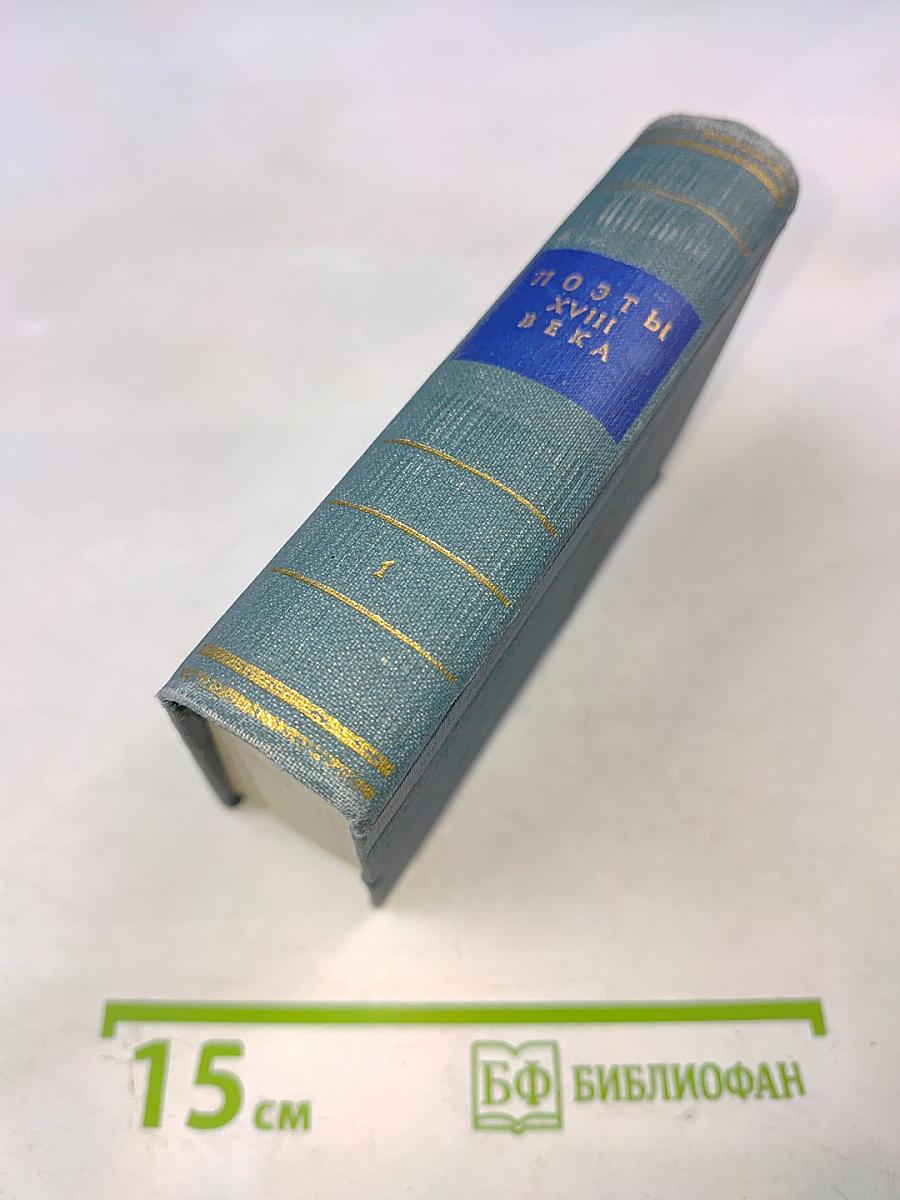 ПОЭТЫ
XVIII
ВЕКА
1
15 см
БФ БИБЛИОФАН